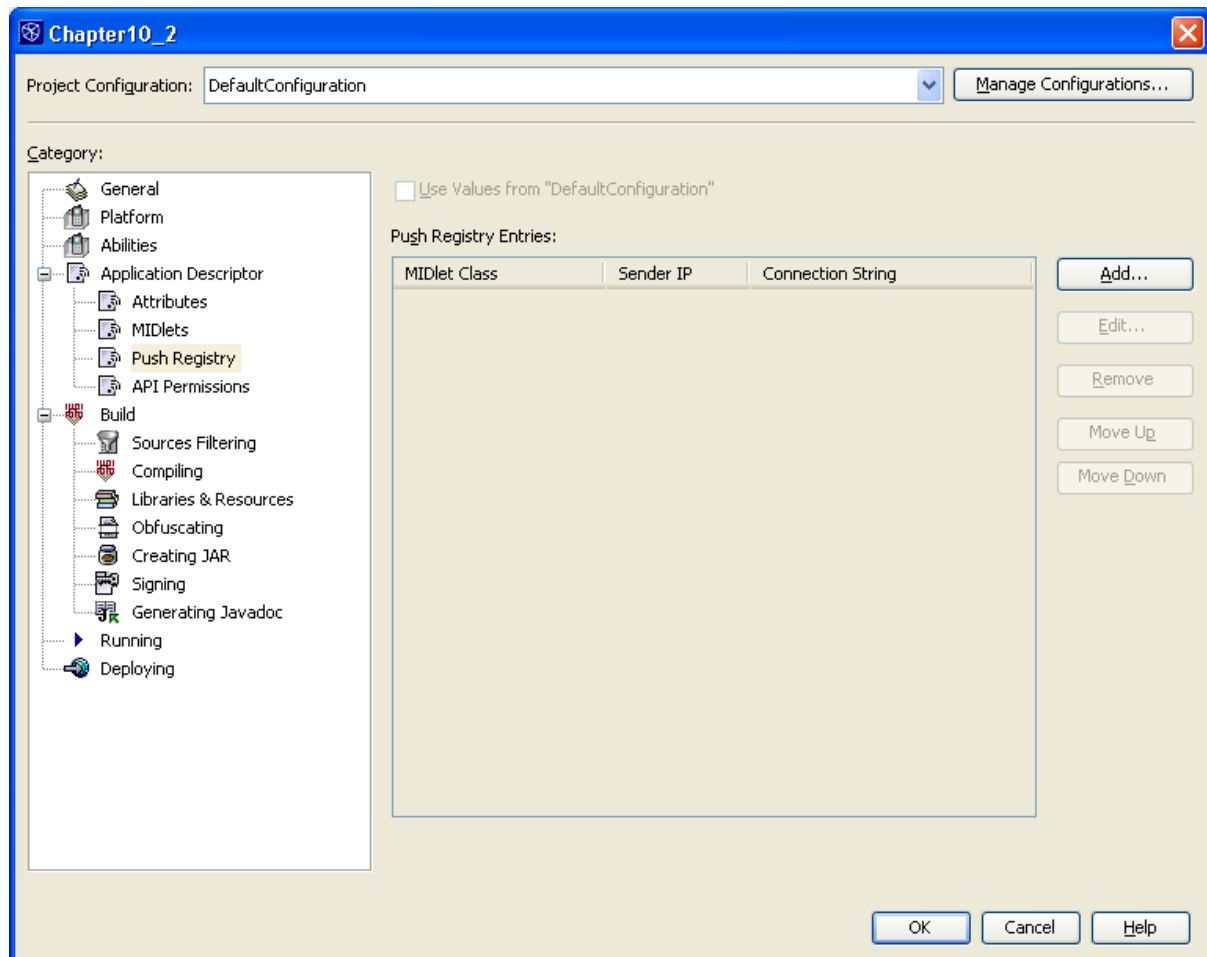 Chapter10_2
Project Configuration: DefaultConfiguration Manage Configurations...
Category:
General
Platform
Abilities
Application Descriptor
Attributes
MIDlets
Push Registry
API Permissions
Build
Sources Filtering
Compiling
Libraries & Resources
Obfuscating
Creating JAR
Signing
Generating Javadoc
Running
Deploying
Use Values from "DefaultConfiguration"
Push Registry Entries:
MIDlet Class Sender IP Connection String
Add...
Edit...
Remove
Move Up
Move Down
OK Cancel Help